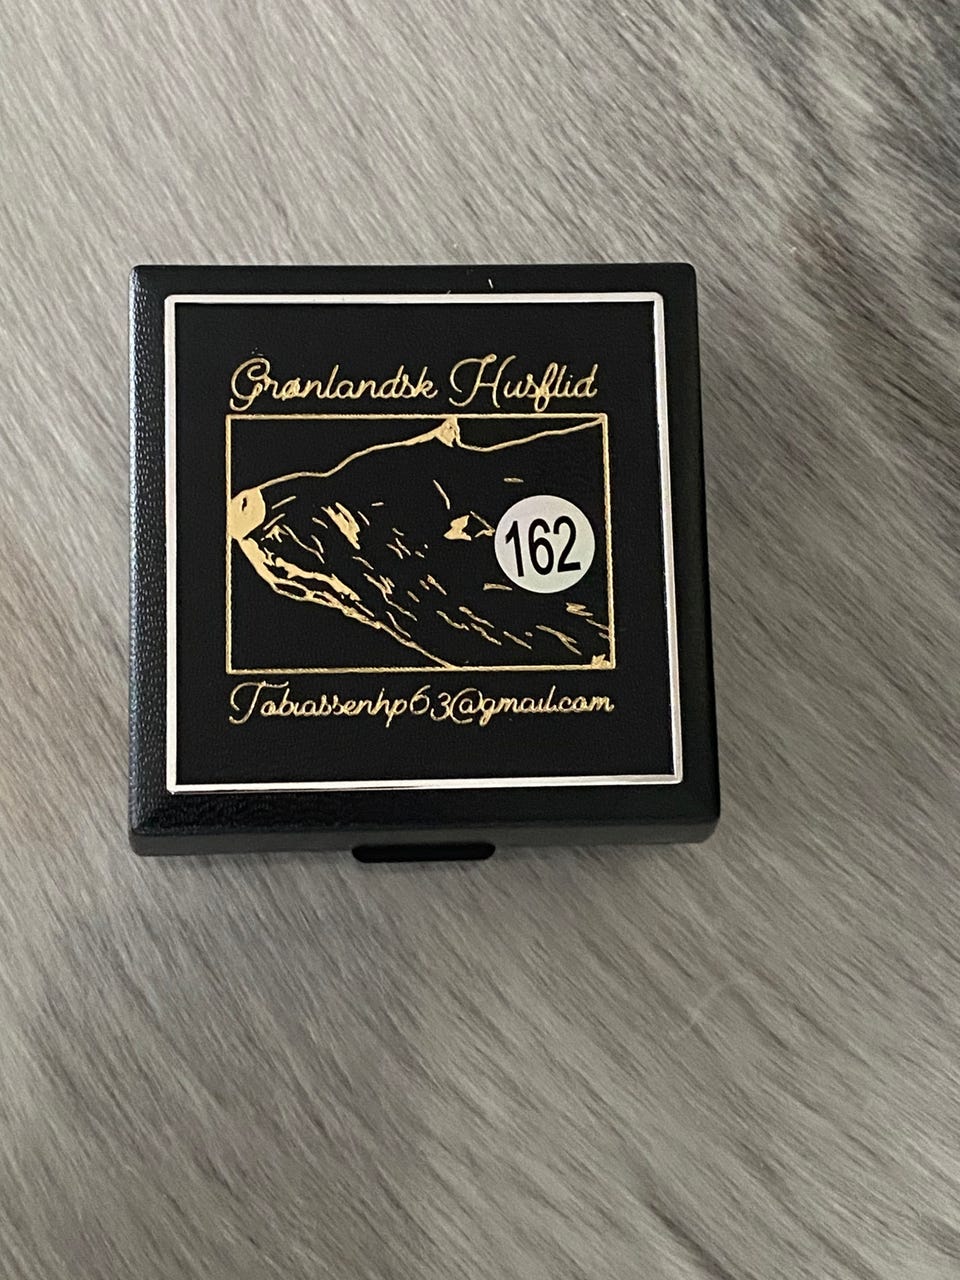 Grønlandsk Husflid
162
Tobiassenhp63@gmail.com